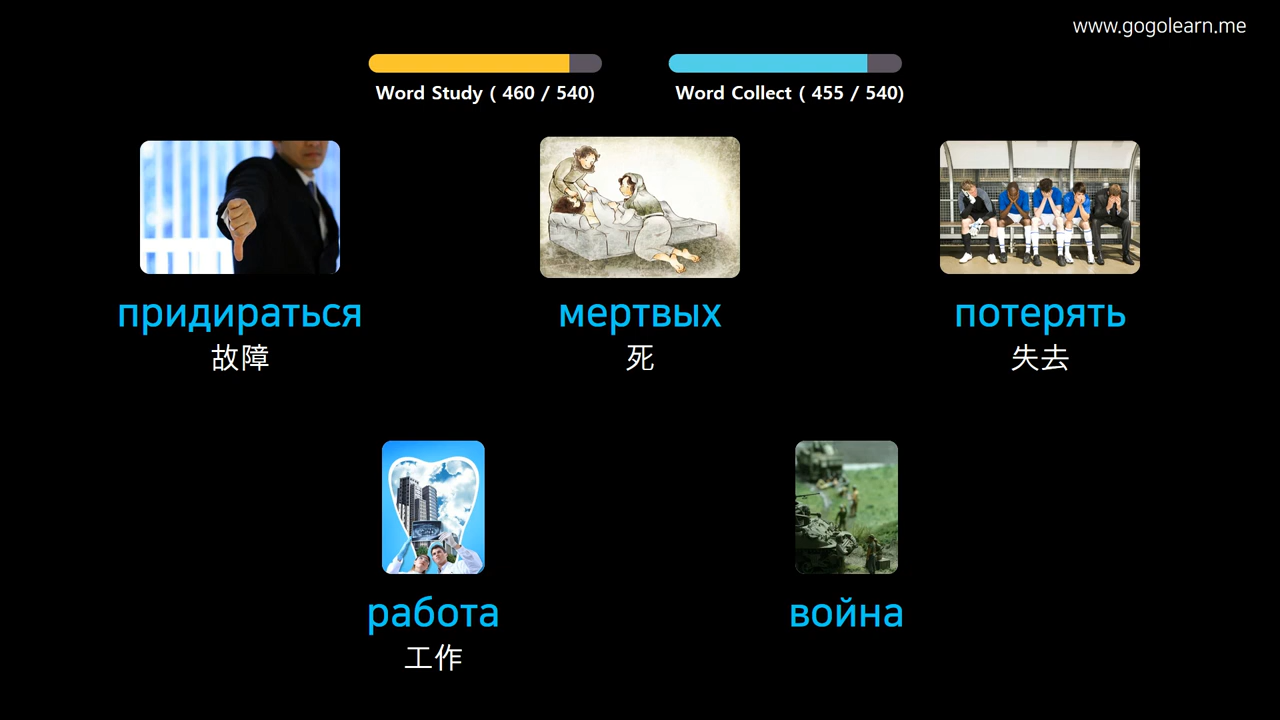 www.gogolearn.me
Word Study ( 460 / 540)
Word Collect ( 455 / 540)
придираться
故障
мертвых
死
потерять
失去
работа
工作
война